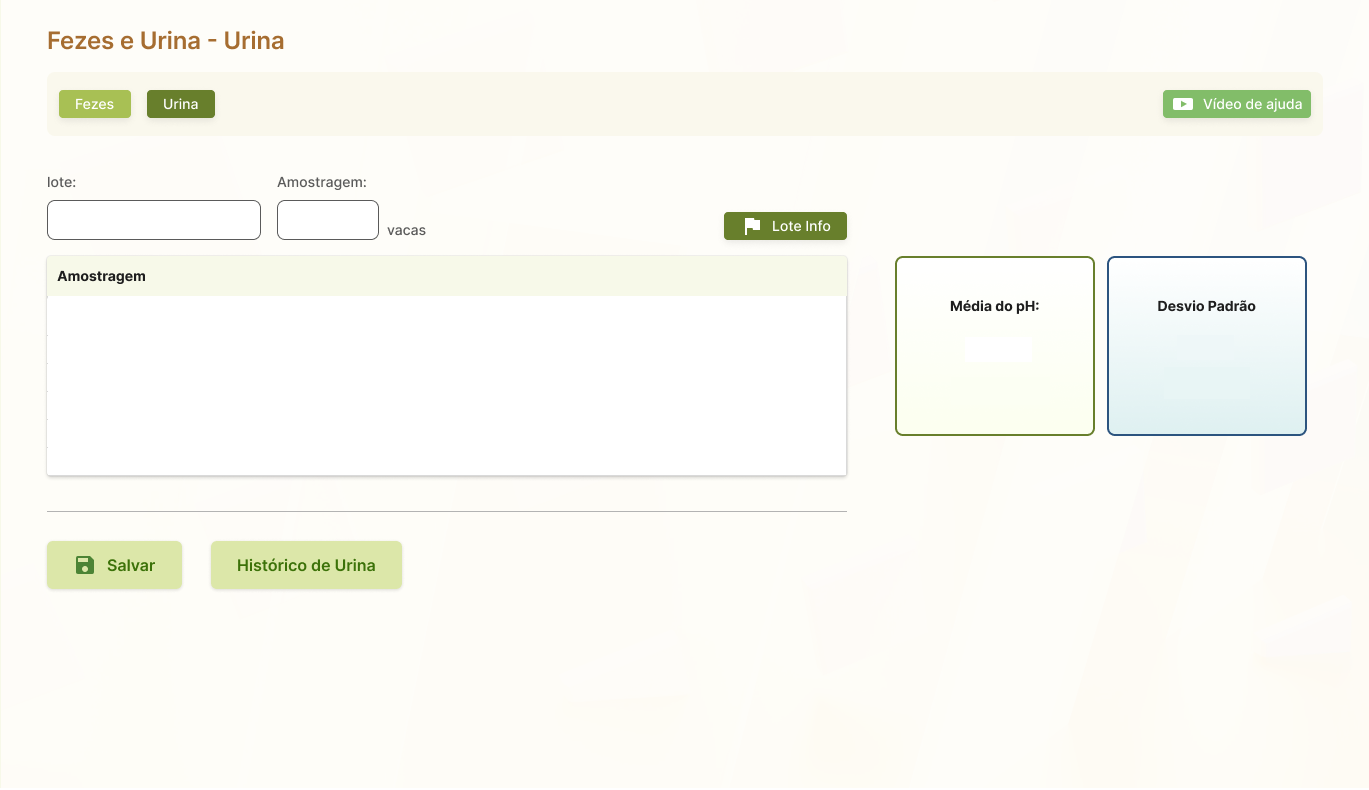 Fezes e Urina - Urina
Fezes
Urina
Vídeo de ajuda
lote:
Amostragem:
vacas
Lote Info
Amostragem
Média do pH:
Desvio Padrão
Salvar
Histórico de Urina